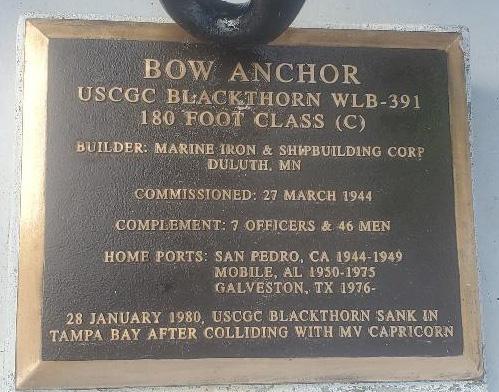 BOW ANCHOR
USCGC BLACKTHORN WLB-391
180 FOOT CLASS (C)
BUILDER: MARINE IRON & SHIPBUILDING CORP
DULUTH, MN
COMMISSIONED: 27 MARCH 1944
COMPLEMENT: 7 OFFICERS & 46 MEN
HOME PORTS: SAN PEDRO, CA 1944-1949
MOBILE, AL 1950-1975
GALVESTON, TX 1976-
28 JANUARY 1980, USCGC BLACKTHORN SANK IN
TAMPA BAY AFTER COLLIDING WITH MV CAPRICORN